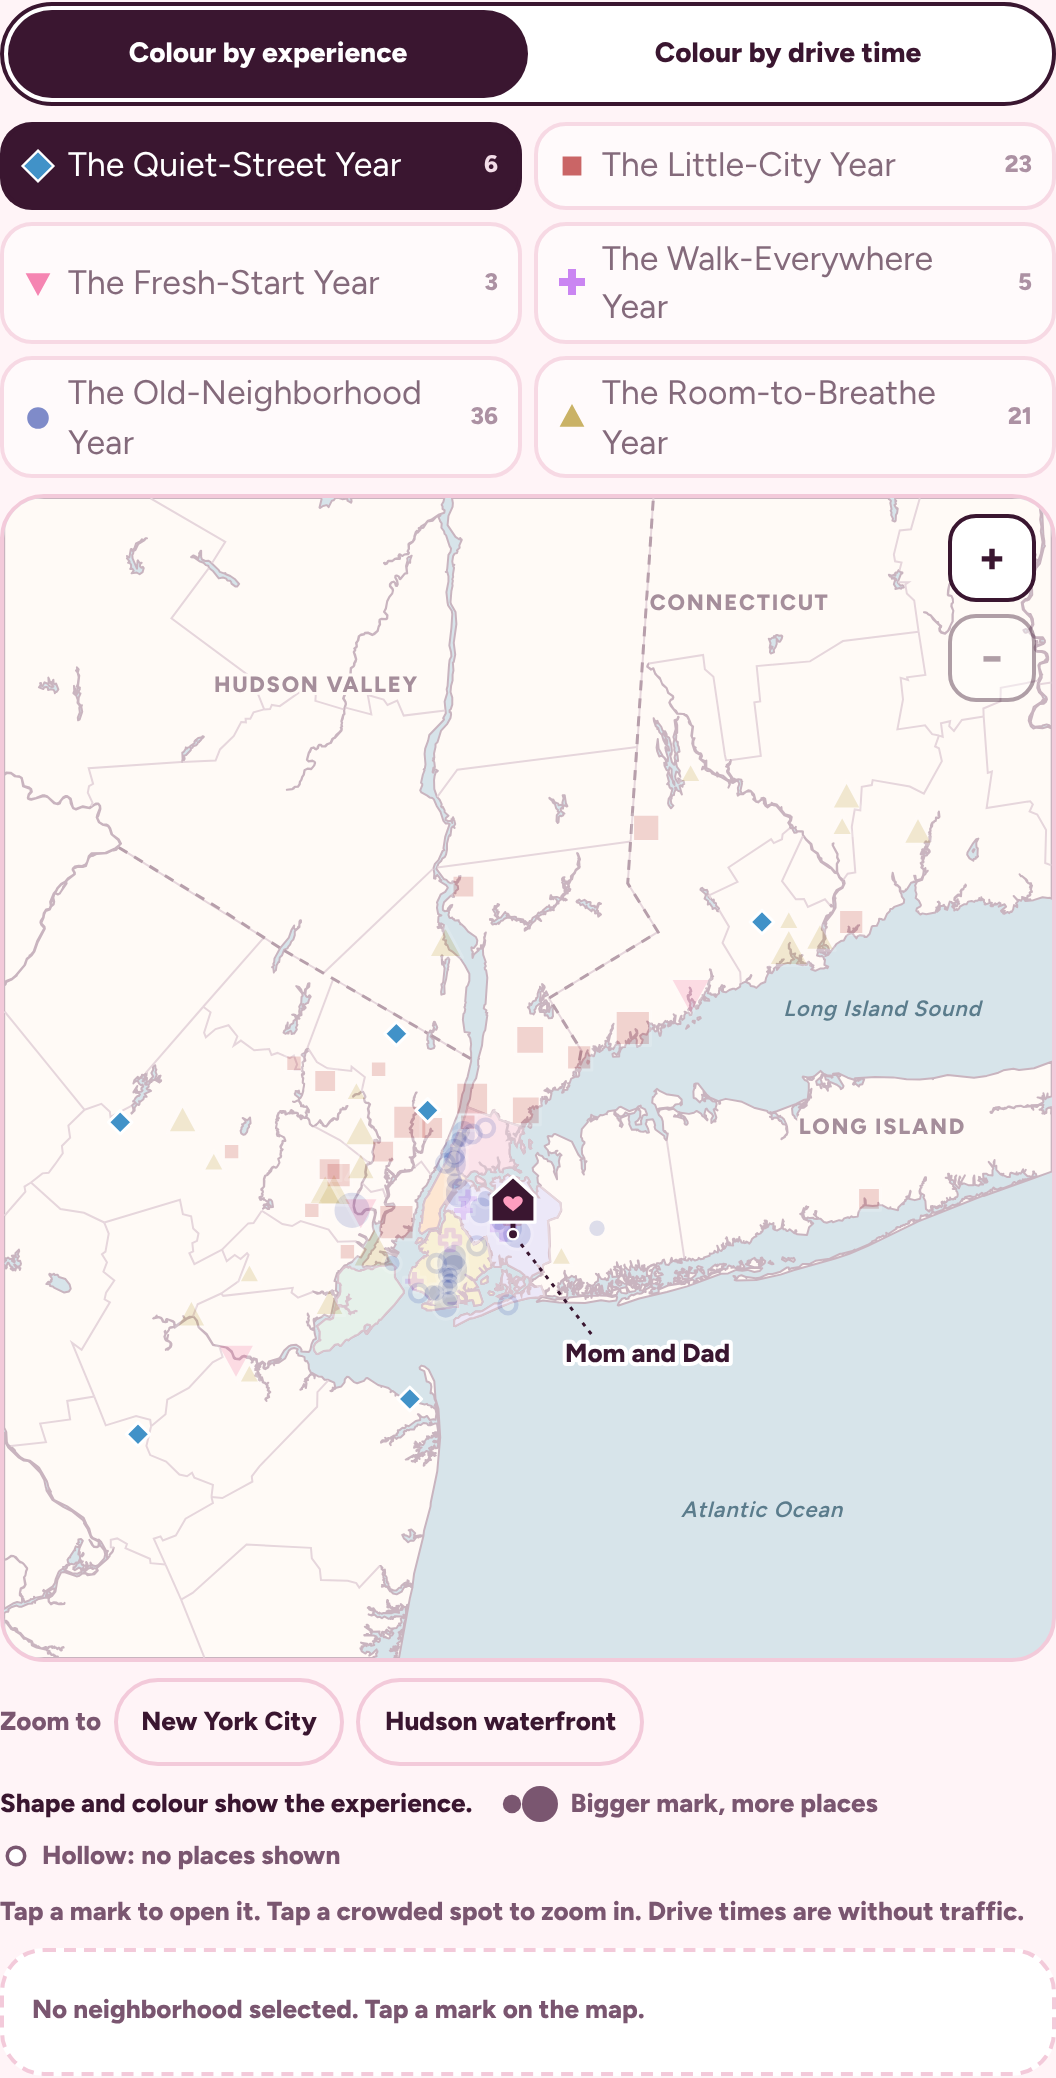 Colour by experience
Colour by drive time
The Quiet-Street Year 6
The Little-City Year 23
The Fresh-Start Year 3
The Walk-Everywhere
Year 5
The Old-Neighborhood
Year 36
The Room-to-Breathe
Year 21
+
CONNECTICUT
−
HUDSON VALLEY
Long Island Sound
LONG ISLAND
Mom and Dad
Atlantic Ocean
Zoom to
New York City
Hudson waterfront
Shape and colour show the experience.
Bigger mark, more places
Hollow: no places shown
Tap a mark to open it. Tap a crowded spot to zoom in. Drive times are without traffic.
No neighborhood selected. Tap a mark on the map.